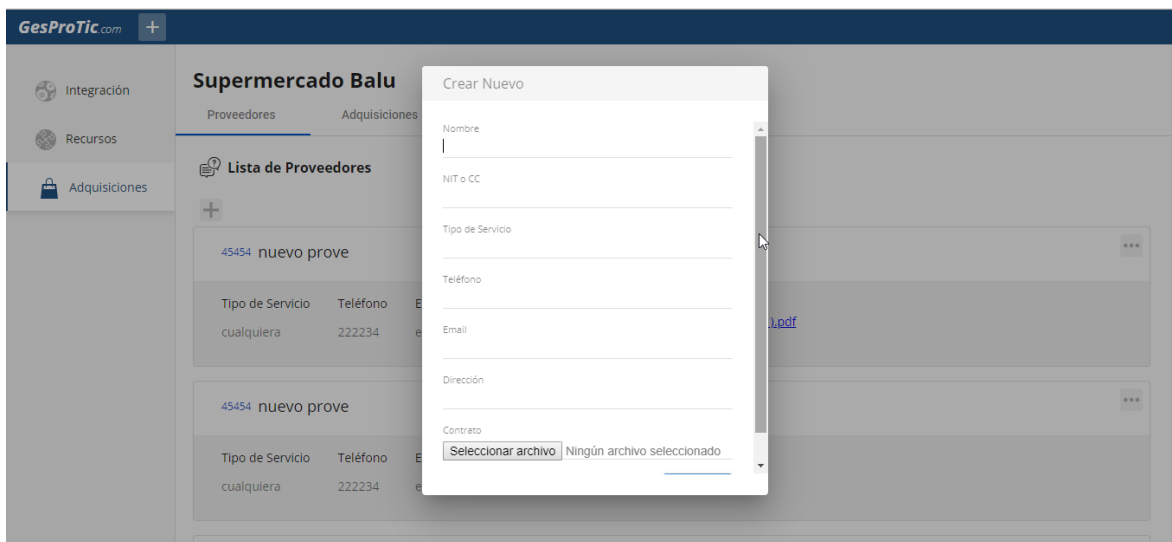 GesProTic.com +
Integración
Recursos
Adquisiciones
Supermercado Balu
Proveedores Adquisiciones
Lista de Proveedores
+
45454 nuevo prove
Tipo de Servicio Teléfono E
cualquiera 222234 e
).pdf
45454 nuevo prove
Tipo de Servicio Teléfono E
cualquiera 222234 e
Crear Nuevo
Nombre
NIT o CC
Tipo de Servicio
Teléfono
Email
Dirección
Contrato
Seleccionar archivo Ningún archivo seleccionado